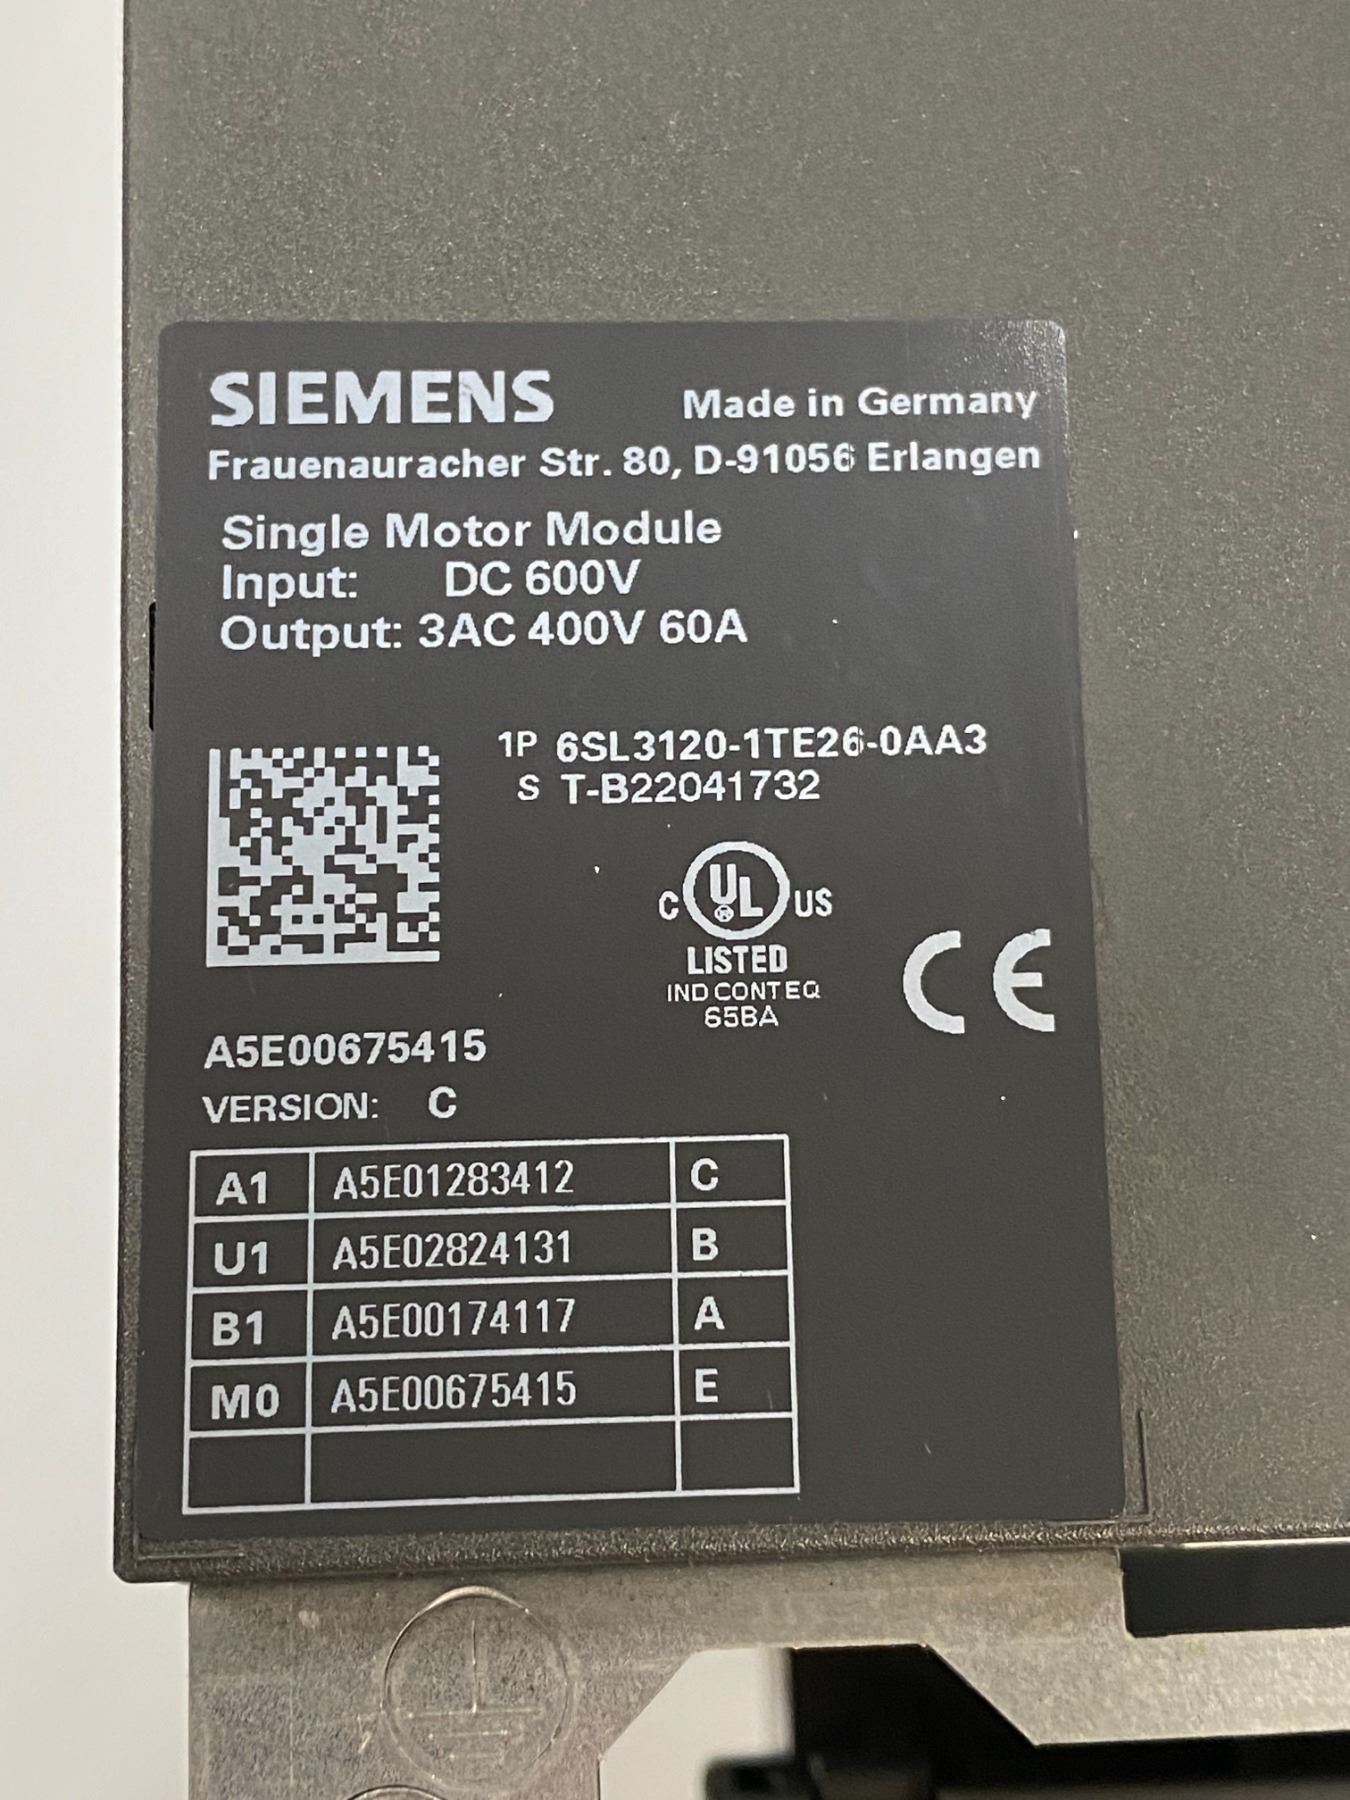 SIEMENS Made in Germany
Frauenauracher Str. 80, D-91056 Erlangen
Single Motor Module
Input: DC 600V
Output: 3AC 400V 60A
1P 6SL3120-1TE26-0AA3
S T-B22041732
C UL ® US
LISTED
IND CONT EQ
65BA
CE
A5E00675415
VERSION: C
A1 A5E01283412 C
U1 A5E02824131 B
B1 A5E00174117 A
M0 A5E00675415 E